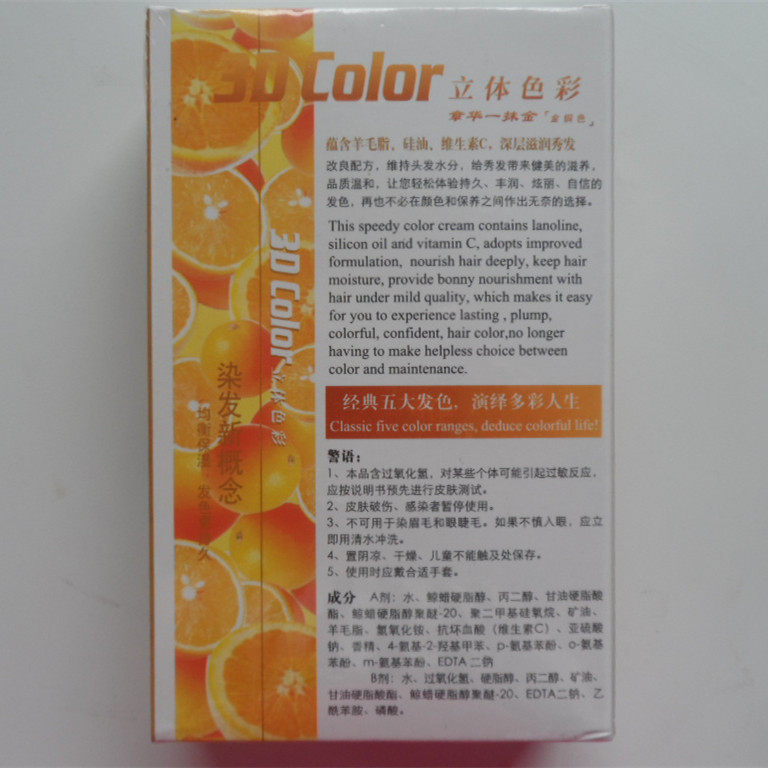 3D Color 立体色彩
章华一抹金「金铜色」
蕴含羊毛脂、硅油、维生素C，深层滋润秀发
改良配方，维持头发水分，给秀发带来健美的滋养，
品质温和，让您轻松体验持久、丰润、炫丽、自信的
发色，再也不必在颜色和保养之间作出无奈的选择。
This speedy color cream contains lanoline,
silicon oil and vitamin C, adopts improved
formulation, nourish hair deeply, keep hair
moisture, provide bonny nourishment with
hair under mild quality, which makes it easy
for you to experience lasting , plump,
colorful, confident, hair color,no longer
having to make helpless choice between
color and maintenance.
经典五大发色，演绎多彩人生
Classic five color ranges, deduce colorful life!
警语：
1、本品含过氧化氢，对某些个体可能引起过敏反应，
应按说明书预先进行皮肤测试。
2、皮肤破伤、感染者暂停使用。
3、不可用于染眉毛和眼睫毛。如果不慎入眼，应立
即用清水冲洗。
4、置阴凉、干燥、儿童不能触及处保存。
5、使用时应戴合适手套。
成分 A剂：水、鲸蜡硬脂醇、丙二醇、甘油硬脂酸
酯、鲸蜡硬脂醇聚醚-20、聚二甲基硅氧烷、矿油、
羊毛脂、氢氧化铵、抗坏血酸（维生素C）、亚硫酸
钠、香精、4-氨基-2-羟基甲苯、p-氨基苯酚、o-氨基
苯酚、m-氨基苯酚、EDTA 二钠
B剂：水、过氧化氢、硬脂醇、丙二醇、矿油、
甘油硬脂酸酯、鲸蜡硬脂醇聚醚-20、EDTA二钠、乙
酰苯胺、磷酸。
3D Color 立体色彩
染发新概念
均衡保湿，发色更持久